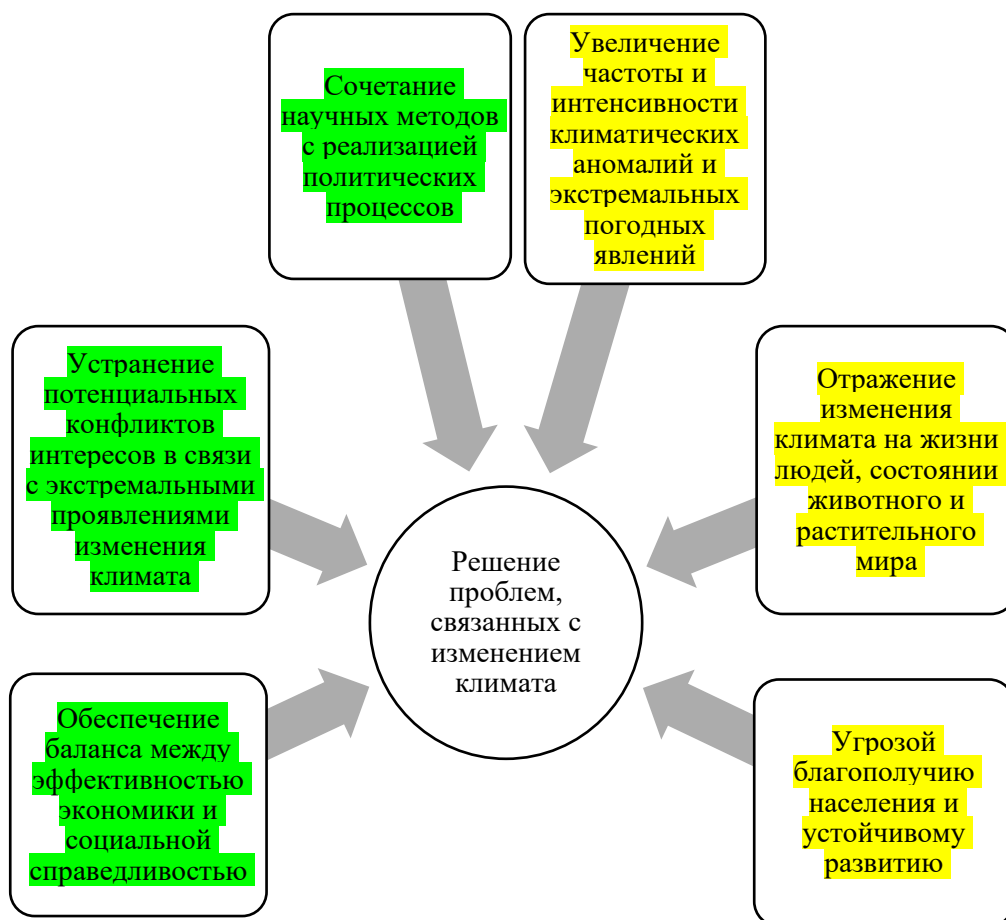 Сочетание
научных методов
с реализацией
политических
процессов
Увеличение
частоты и
интенсивности
климатических
аномалий и
экстремальных
погодных
явлений
Устранение
потенциальных
конфликтов
интересов в связи
с экстремальными
проявлениями
изменения
климата
Отражение
изменения
климата на жизни
людей, состоянии
животного и
растительного
мира
Решение
проблем,
связанных с
изменением
климата
Обеспечение
баланса между
эффективностью
экономики и
социальной
справедливостью
Угрозой
благополучию
населения и
устойчивому
развитию